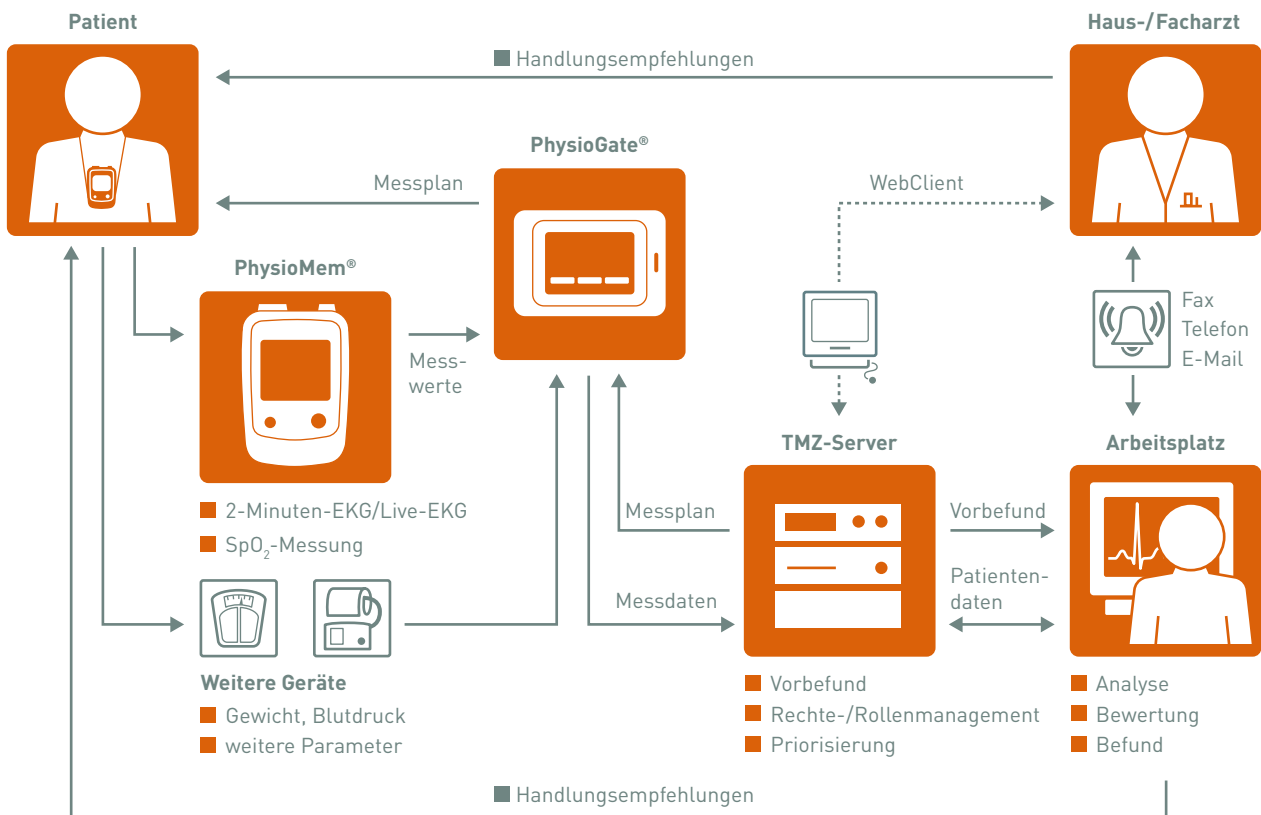 Patient
Haus-/Facharzt
Handlungsempfehlungen
PhysioGate®
Messplan
WebClient
PhysioMem®
Mess-
werte
Fax
Telefon
E-Mail
TMZ-Server
Arbeitsplatz
2-Minuten-EKG/Live-EKG
SpO₂-Messung
Messplan
Vorbefund
Messdaten
Patienten-
daten
Weitere Geräte
Gewicht, Blutdruck
weitere Parameter
Vorbefund
Rechte-/Rollenmanagement
Priorisierung
Analyse
Bewertung
Befund
Handlungsempfehlungen